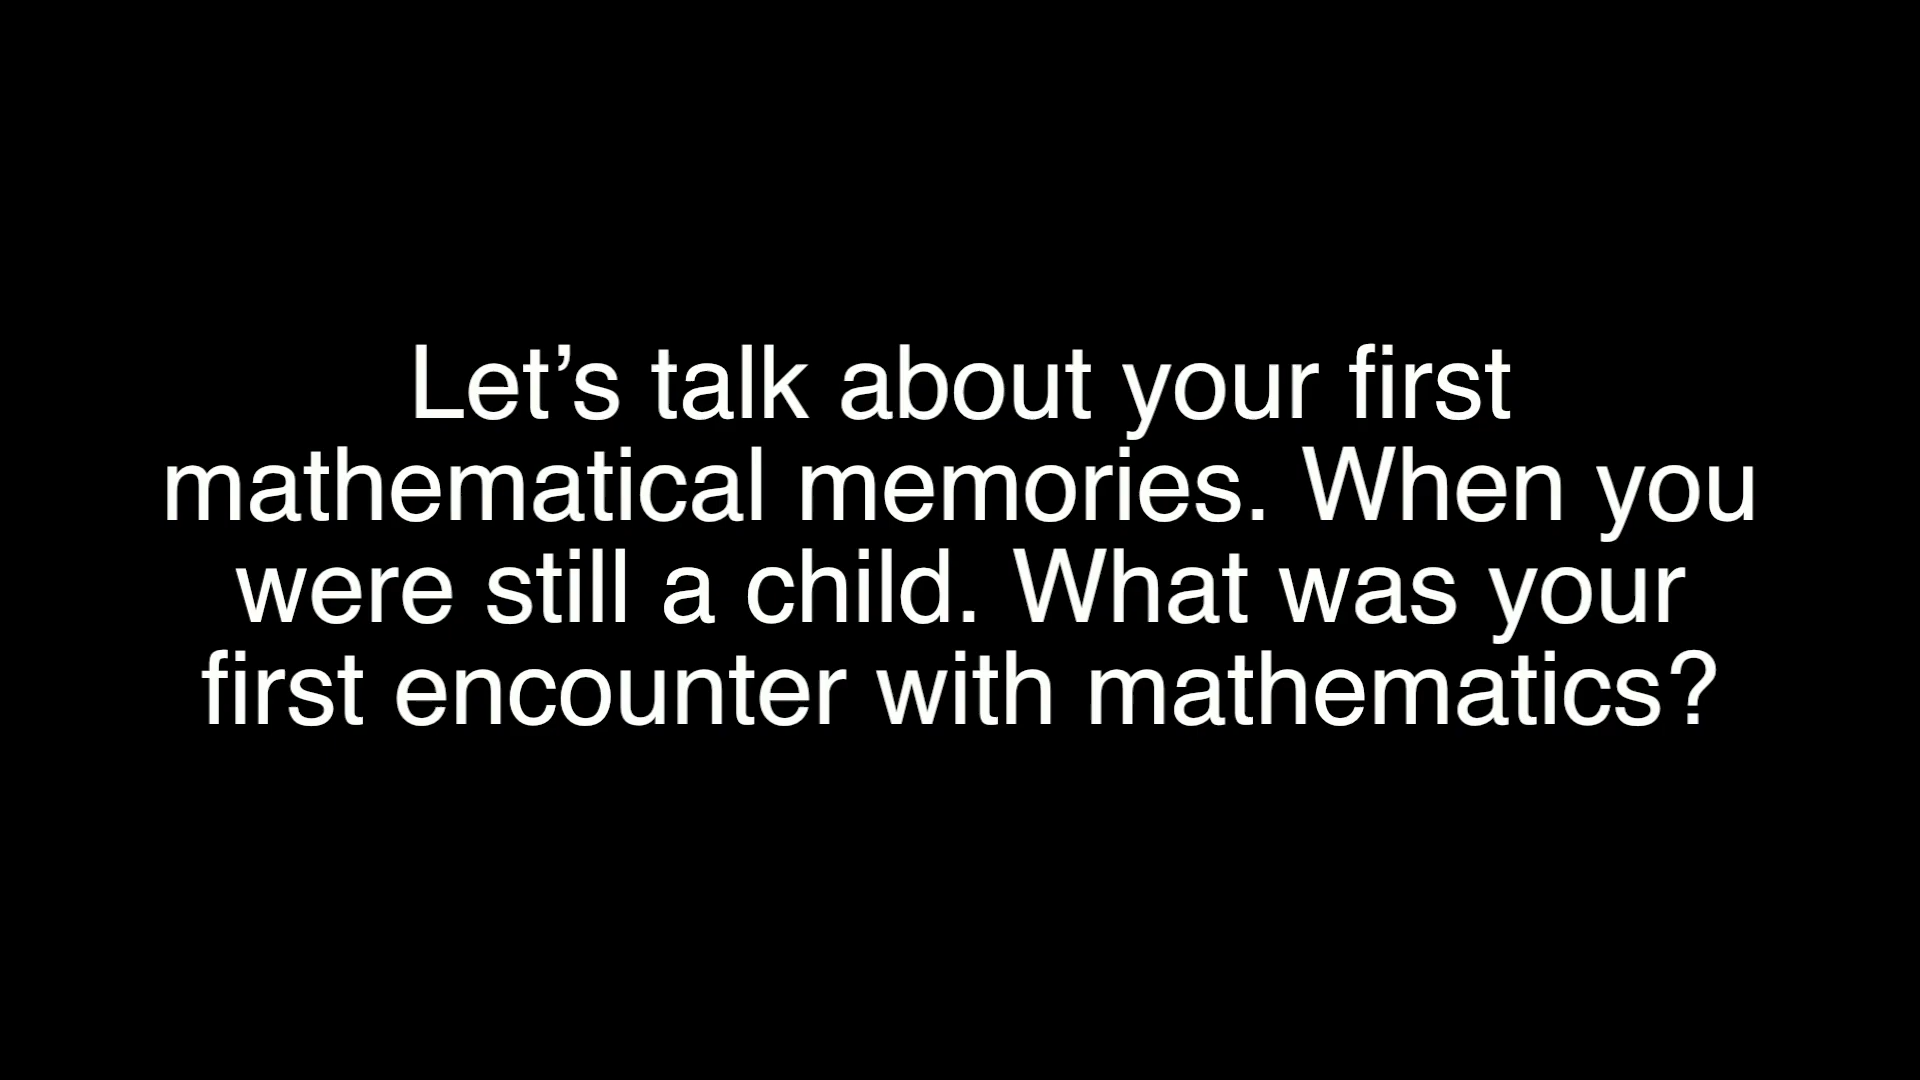 Let’s talk about your first
mathematical memories. When you
were still a child. What was your
first encounter with mathematics?